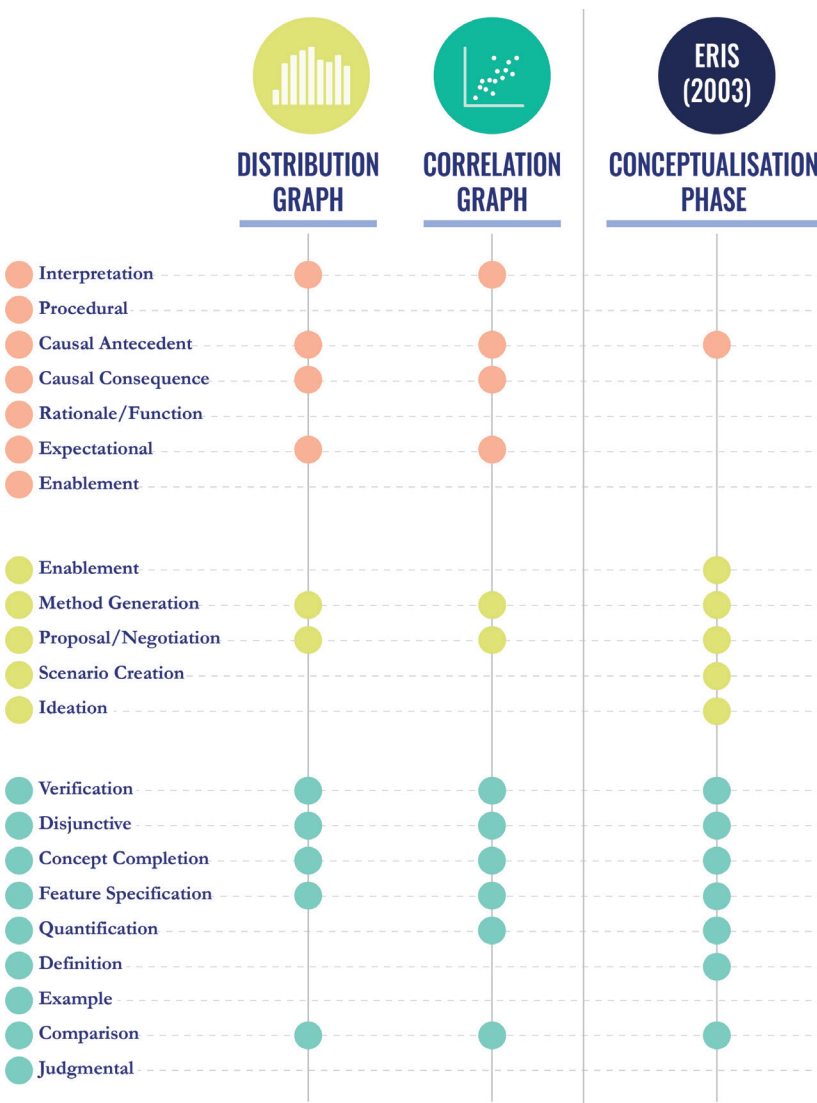 ERIS
(2003)
DISTRIBUTION
GRAPH
CORRELATION
GRAPH
CONCEPTUALISATION
PHASE
Interpretation
Procedural
Causal Antecedent
Causal Consequence
Rationale/Function
Expectational
Enablement
Enablement
Method Generation
Proposal/Negotiation
Scenario Creation
Ideation
Verification
Disjunctive
Concept Completion
Feature Specification
Quantification
Definition
Example
Comparison
Judgmental